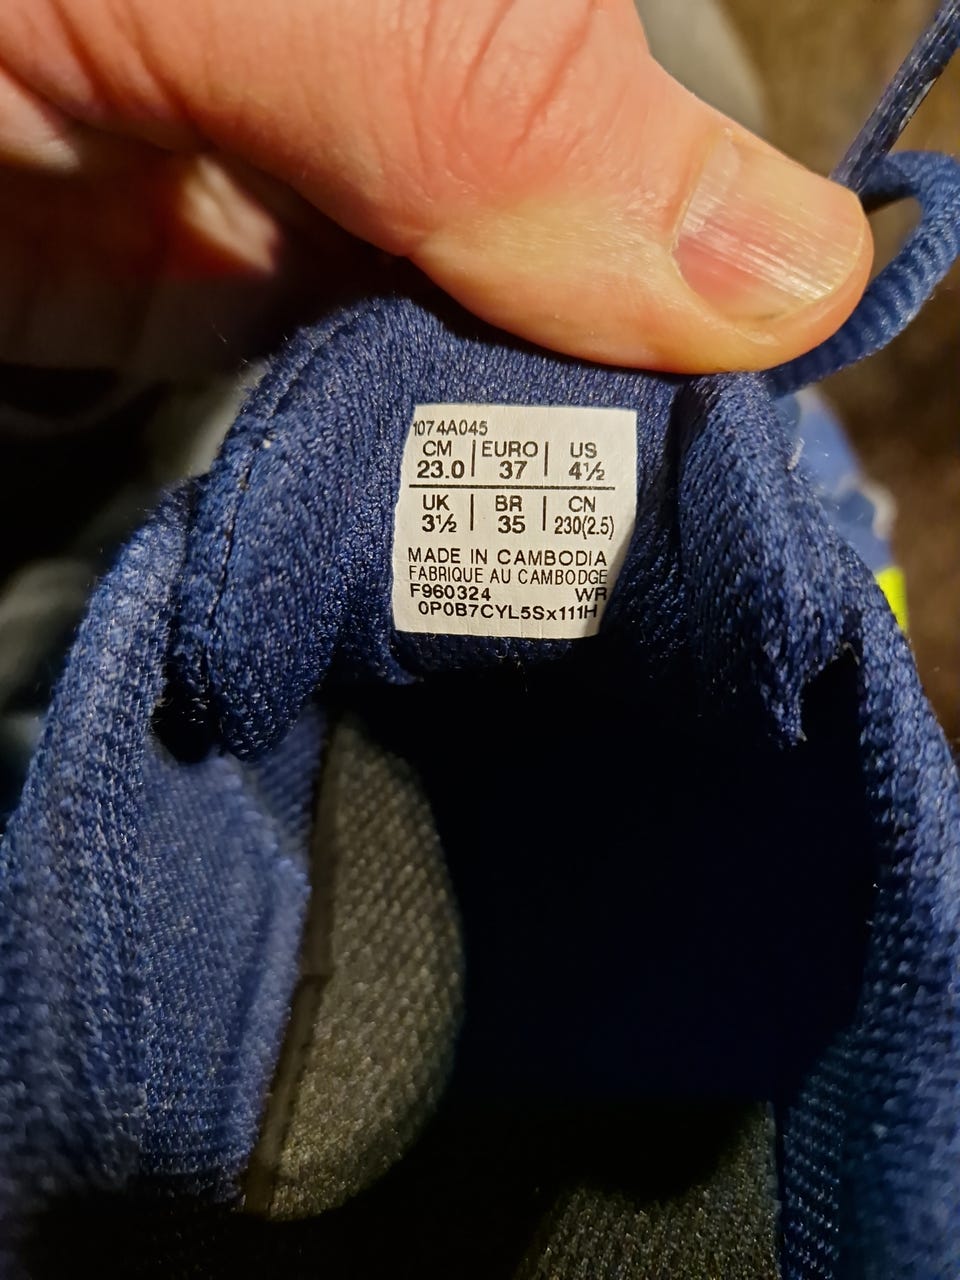 1074A045
CM | EURO | US
23.0 | 37 | 4½
UK | BR | CN
3½ | 35 | 230(2.5)
MADE IN CAMBODIA
FABRIQUE AU CAMBODGE
F960324 WR
0P0B7CYL5Sx111H